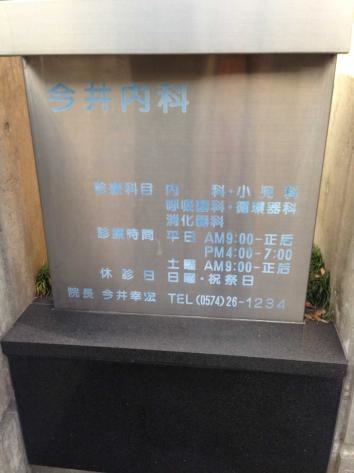 今井内科
診療科目 内 科・小児科
呼吸器科・循環器科
消化器科
診療時間 平日 AM9:00-正后
PM4:00-7:00
土曜 AM9:00-正后
休診日 日曜・祝祭日
院長 今井幸宏 TEL(0574)26-1234